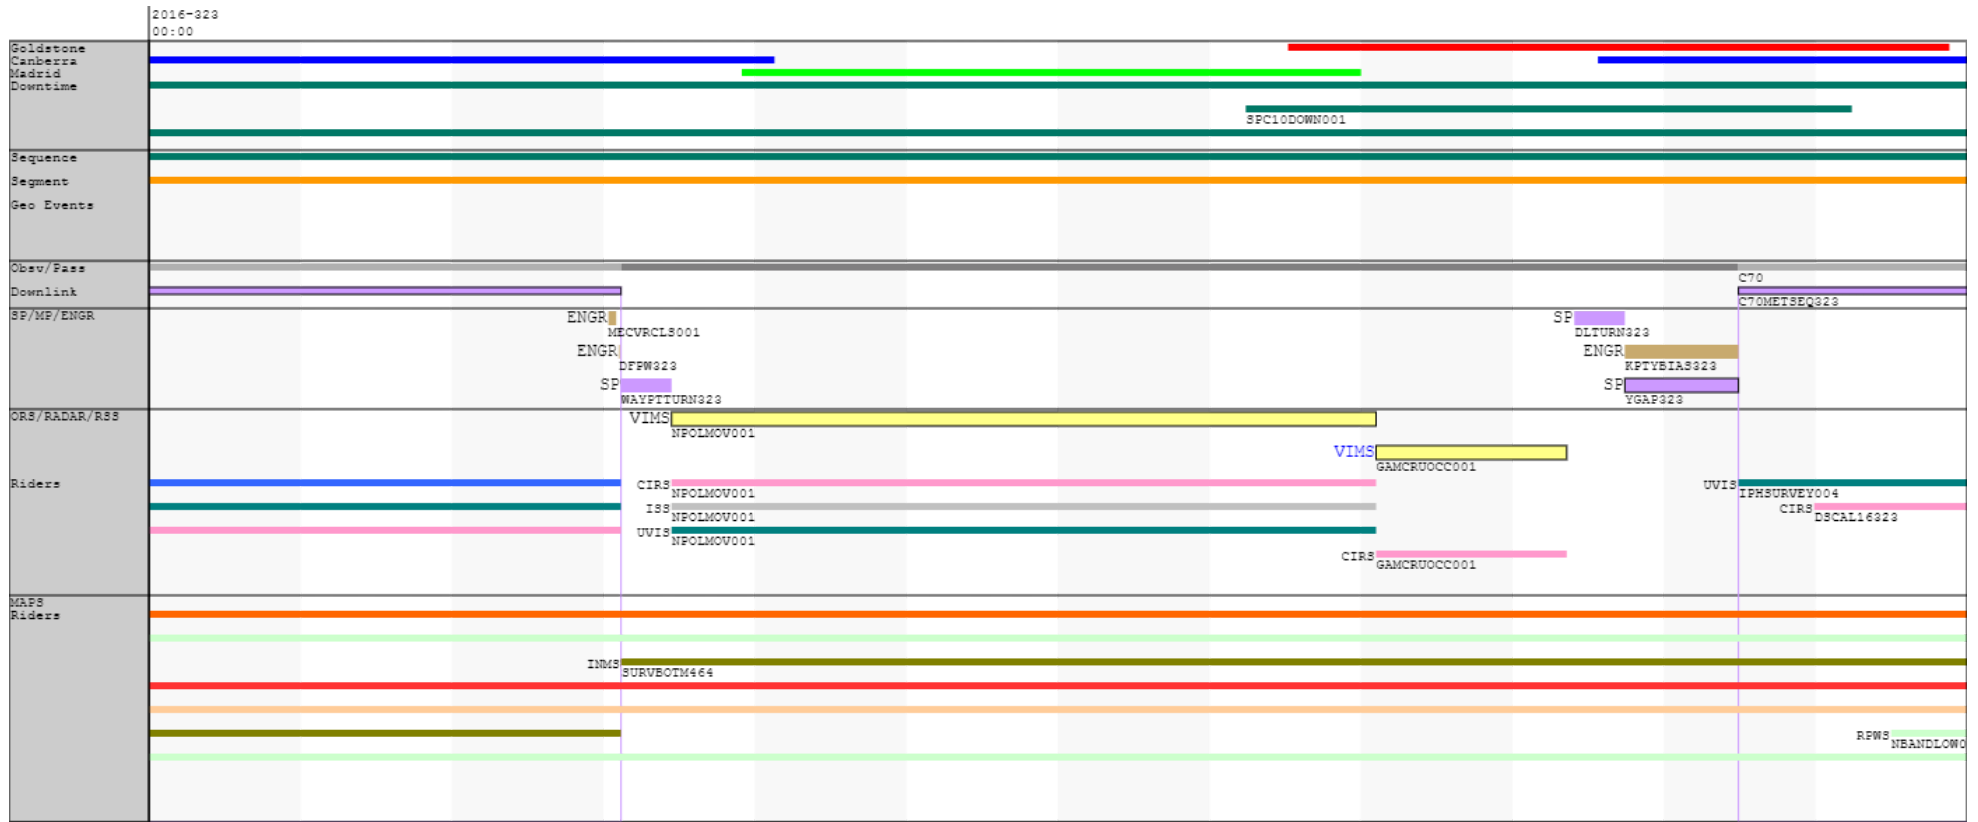 2016-323
00:00
Goldstone
Canberra
Madrid
Downtime
SPC10DOWN001
Sequence
Segment
Geo Events
Obsv/Pass
C70
Downlink
C70METSEQ323
SP/MP/ENGR
ENGR
MECVRCLS001
SP
DLTURN323
ENGR
DFPW323
ENGR
KPTYBIAS323
SP
WAYPTTURN323
SP
YGAP323
ORS/RADAR/RSS
VIMS
NPOLMOV001
VIMS
GAMCRUOCC001
Riders
CIRS
NPOLMOV001
UVIS
IPHSURVEY004
ISS
NPOLMOV001
CIRS
DSCAL16323
UVIS
NPOLMOV001
CIRS
GAMCRUOCC001
MAPS
Riders
INMS
SURVBOTM464
RPWS
NBANDLOW0